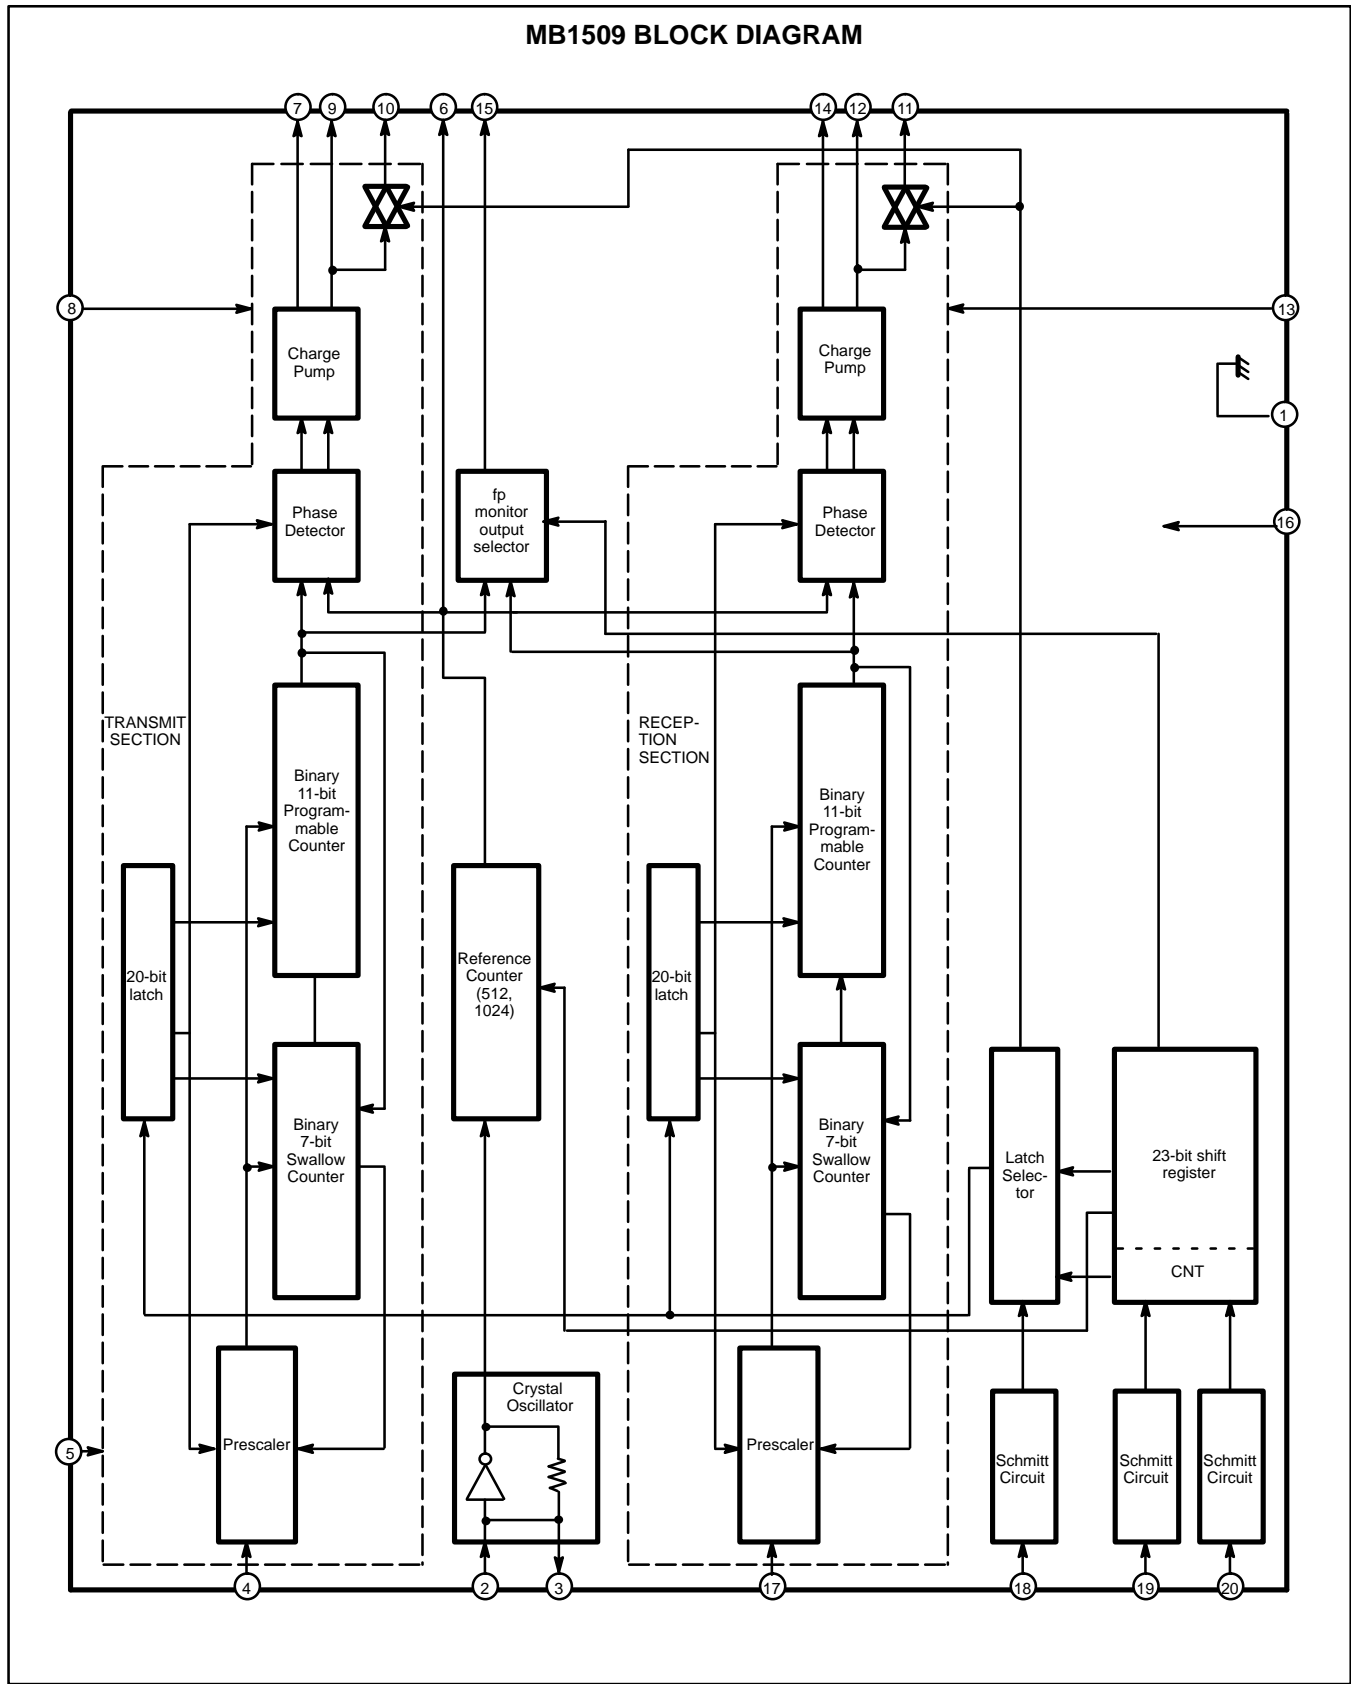 MB1509 BLOCK DIAGRAM
7
9
10
6
15
14
12
11
8
13
Charge
Pump
Charge
Pump
1
Phase
Detector
fp
monitor
output
selector
Phase
Detector
16
TRANSMIT
SECTION
RECEP-
TION
SECTION
Binary
11-bit
Program-
mable
Counter
Binary
11-bit
Program-
mable
Counter
20-bit
latch
Reference
Counter
(512,
1024)
20-bit
latch
Binary
7-bit
Swallow
Counter
Binary
7-bit
Swallow
Counter
Latch
Selec-
tor
23-bit shift
register
CNT
Crystal
Oscillator
5
Prescaler
Prescaler
Schmitt
Circuit
Schmitt
Circuit
Schmitt
Circuit
4
2
3
17
18
19
20